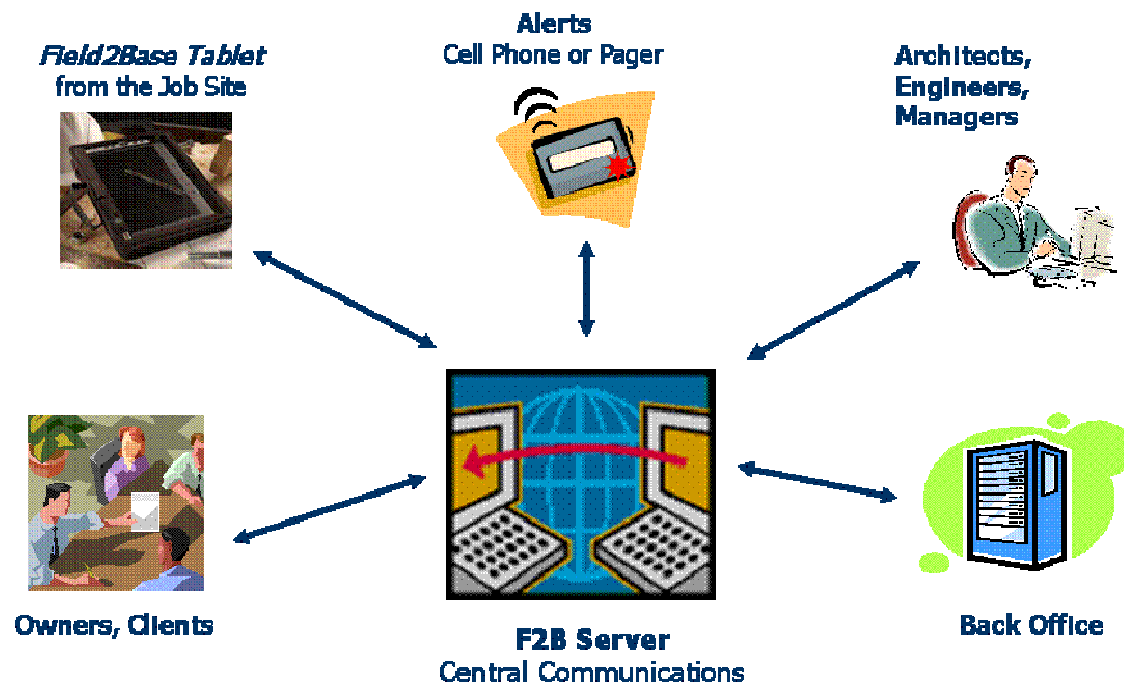 Alerts
Cell Phone or Pager
Field2Base Tablet
from the Job Site
Architects,
Engineers,
Managers
Owners, Clients
F2B Server
Central Communications
Back Office